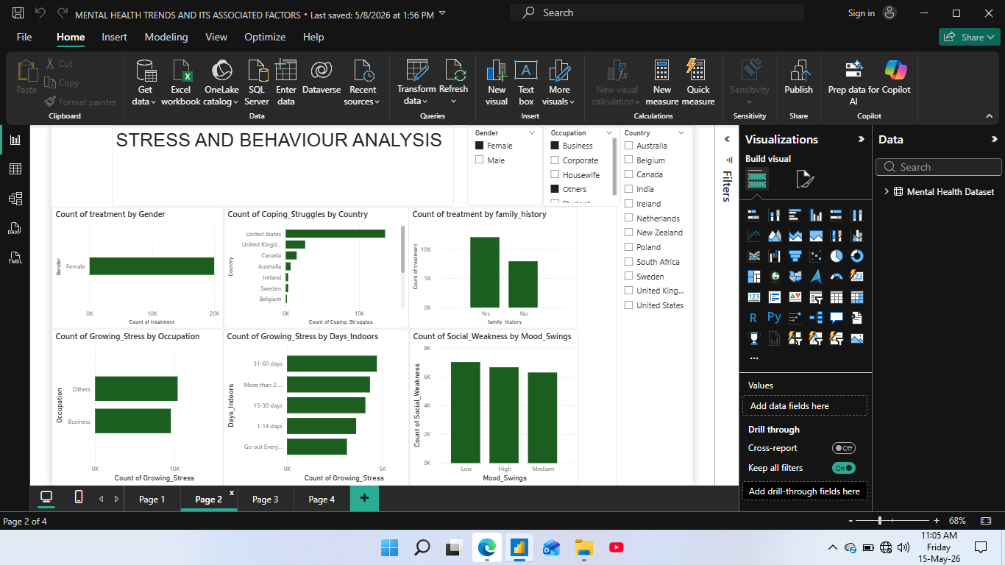 MENTAL HEALTH TRENDS AND ITS ASSOCIATED FACTORS • Last saved: 5/8/2026 at 1:56 PM
Search
Sign in
File Home Insert Modeling View Optimize Help
Share
Paste
Cut
Copy
Format painter
Clipboard
Get data
Excel workbook
OneLake catalog
SQL Server
Enter data
Dataverse
Recent sources
Data
Transform data
Refresh
Queries
New visual
Text box
More visuals
Insert
New visual calculation
New measure
Quick measure
Calculations
Sensitivity
Sensitivity
Publish
Share
Prep data for AI
Copilot
Copilot
STRESS AND BEHAVIOUR ANALYSIS
Gender
Female
Male
Occupation
Business
Corporate
Housewife
Others
Country
Australia
Belgium
Canada
India
Ireland
Netherlands
New Zealand
Poland
South Africa
Sweden
United King...
United States
Count of treatment by Gender
Gender
Female
0K 10K 20K
Count of treatment
Count of Coping_Struggles by Country
Country
United States
United Kingd...
Canada
Australia
Ireland
Sweden
Belgium
0K 10K
Count of Coping_Struggles
Count of treatment by family_history
Count of treatment
10K
5K
0K
Yes No
family_history
Count of Growing_Stress by Occupation
Occupation
Others
Business
0K 10K
Count of Growing_Stress
Count of Growing_Stress by Days_Indoors
Days_Indoors
31-60 days
More than 2 ...
15-30 days
1-14 days
Go out Every...
0K 5K
Count of Growing_Stress
Count of Social_Weakness by Mood_Swings
Count of Social_Weakness
8K
6K
4K
2K
0K
Low High Medium
Mood_Swings
Filters
Visualizations
Build visual
123
R Py
...
Values
Add data fields here
Drill through
Cross-report Off
Keep all filters On
Add drill-through fields here
Data
Search
Mental Health Dataset
DAX
TMDL
Page 1 Page 2 x Page 3 Page 4 +
Page 2 of 4
- + 68%
11:05 AM
Friday
15-May-26